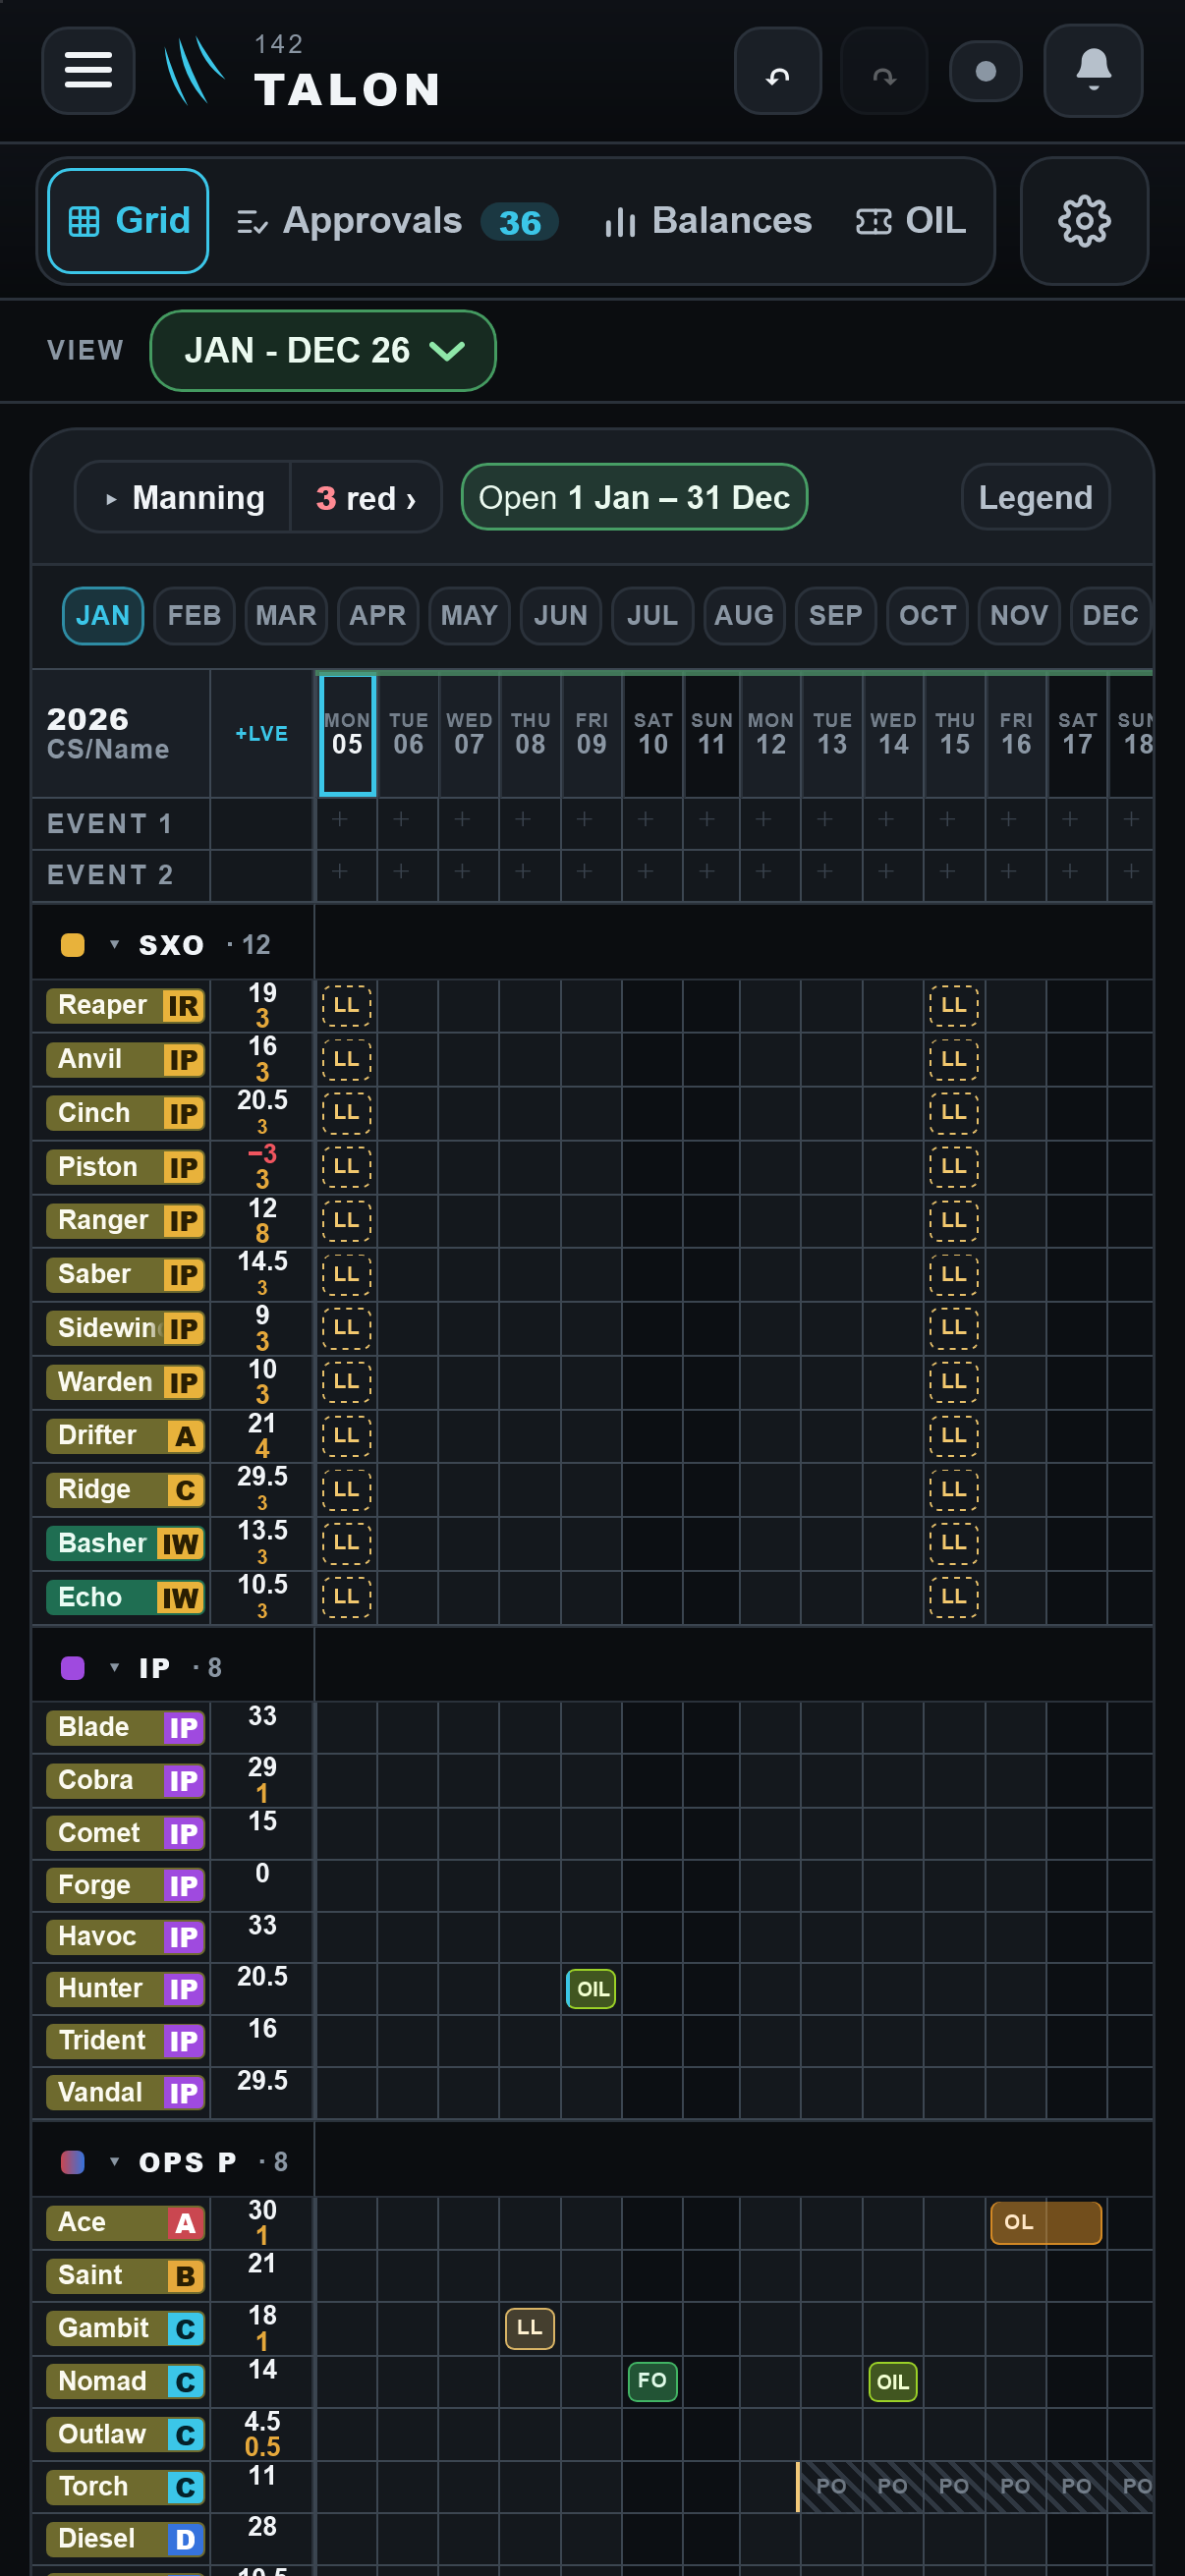 142
TALON
Grid Approvals 36 Balances OIL
VIEW JAN - DEC 26
▸ Manning 3 red › Open 1 Jan – 31 Dec Legend
JAN FEB MAR APR MAY JUN JUL AUG SEP OCT NOV DEC
2026 +LVE MON TUE WED THU FRI SAT SUN MON TUE WED THU FRI SAT SUN
CS/Name 05 06 07 08 09 10 11 12 13 14 15 16 17 18
EVENT 1 + + + + + + + + + + + + + +
EVENT 2 + + + + + + + + + + + + + +
▾ SXO · 12
Reaper IR 19 3 LL LL
Anvil IP 16 3 LL LL
Cinch IP 20.5 3 LL LL
Piston IP −3 3 LL LL
Ranger IP 12 8 LL LL
Saber IP 14.5 3 LL LL
Sidewin IP 9 3 LL LL
Warden IP 10 3 LL LL
Drifter A 21 4 LL LL
Ridge C 29.5 3 LL LL
Basher IW 13.5 3 LL LL
Echo IW 10.5 3 LL LL
▾ IP · 8
Blade IP 33
Cobra IP 29 1
Comet IP 15
Forge IP 0
Havoc IP 33
Hunter IP 20.5 OIL
Trident IP 16
Vandal IP 29.5
▾ OPS P · 8
Ace A 30 1 OL
Saint B 21
Gambit C 18 1 LL
Nomad C 14 FO OIL
Outlaw C 4.5 0.5
Torch C 11 PO PO PO PO PO PO
Diesel D 28